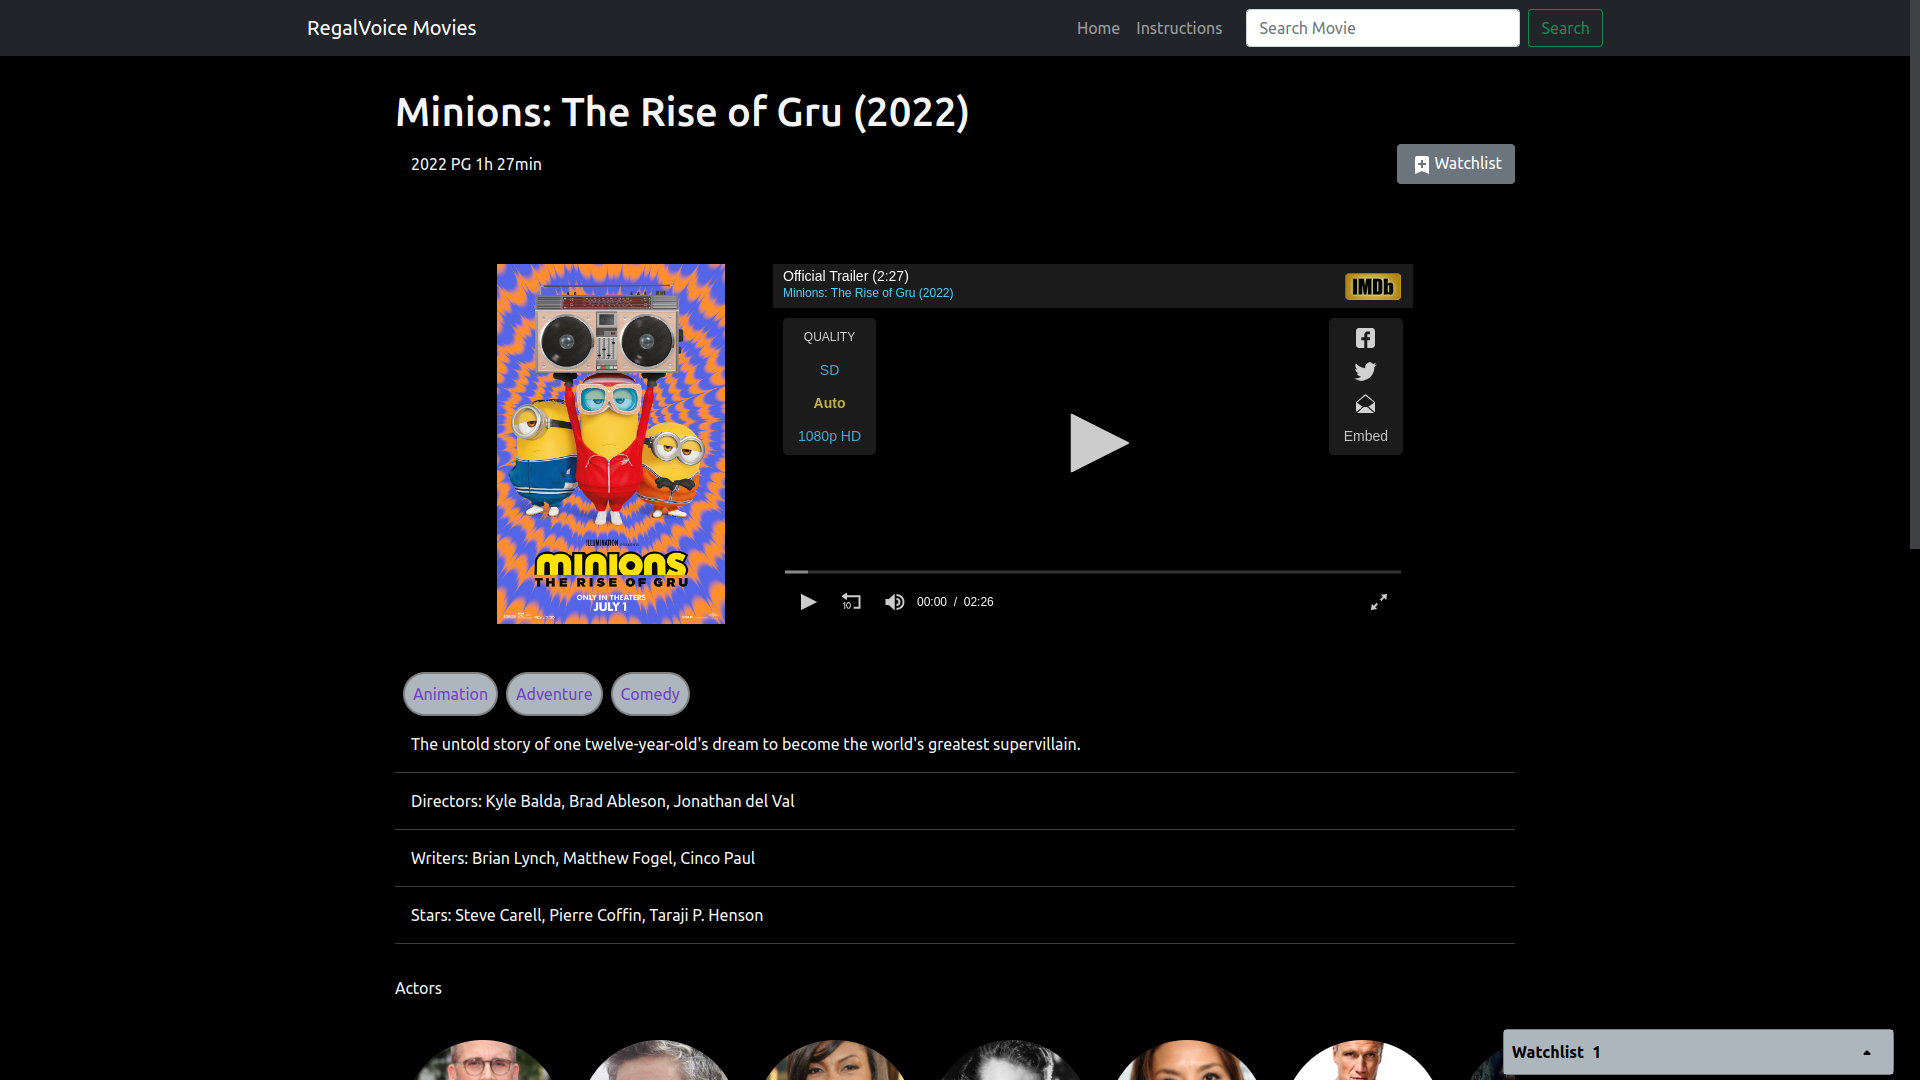 RegalVoice Movies
Home
Instructions
Search Movie
Search
Minions: The Rise of Gru (2022)
2022 PG 1h 27min
Watchlist
ILLUMINATION
minions
THE RISE OF GRU
ONLY IN THEATERS
JULY 1
Official Trailer (2:27)
Minions: The Rise of Gru (2022)
IMDb
QUALITY
SD
Auto
1080p HD
Embed
10
00:00 / 02:26
Animation
Adventure
Comedy
The untold story of one twelve-year-old's dream to become the world's greatest supervillain.
Directors: Kyle Balda, Brad Ableson, Jonathan del Val
Writers: Brian Lynch, Matthew Fogel, Cinco Paul
Stars: Steve Carell, Pierre Coffin, Taraji P. Henson
Actors
Watchlist 1